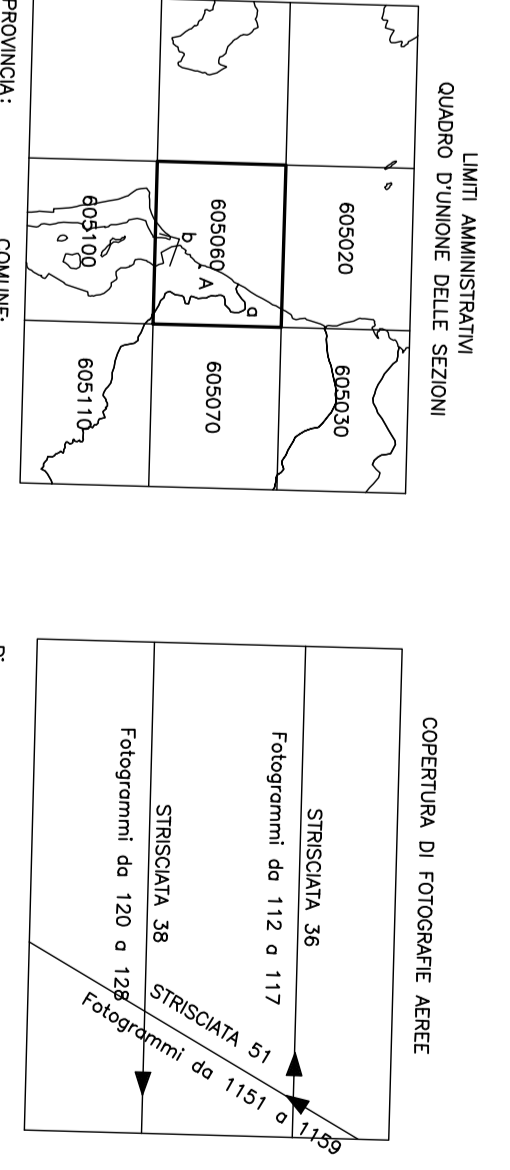 LIMITI AMMINISTRATIVI
QUADRO D'UNIONE DELLE SEZIONI
605020
605030
605060
b
A
a
605070
605100
605110
PROVINCIA:
COMUNE:
COPERTURA DI FOTOGRAFIE AEREE
STRISCIATA 36
Fotogrammi da 112 a 117
STRISCIATA 38
Fotogrammi da 120 a 128
STRISCIATA 51
Fotogrammi da 1151 a 1159